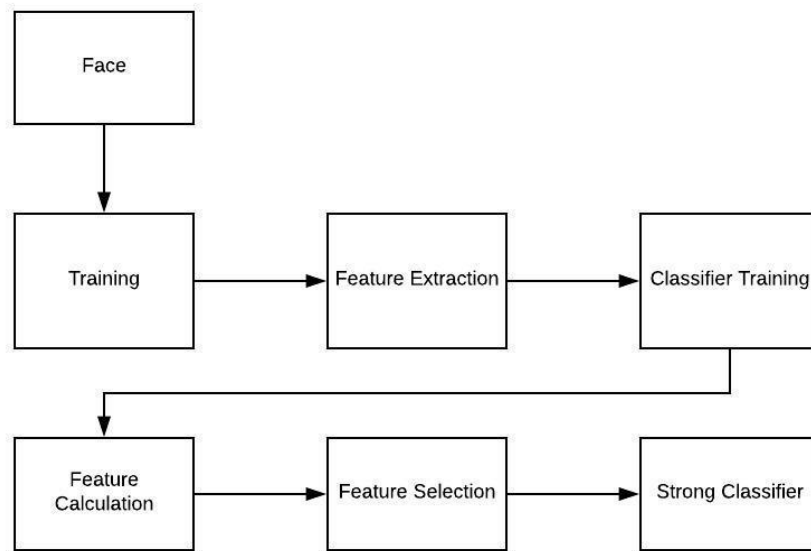 Face
Training
Feature Extraction
Classifier Training
Feature
Calculation
Feature Selection
Strong Classifier